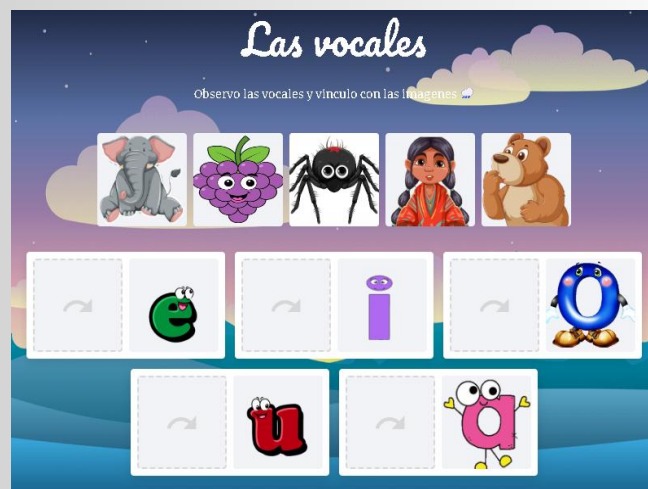 Las vocales
Observo las vocales y vinculo con las imágenes
e
i
o
u
a